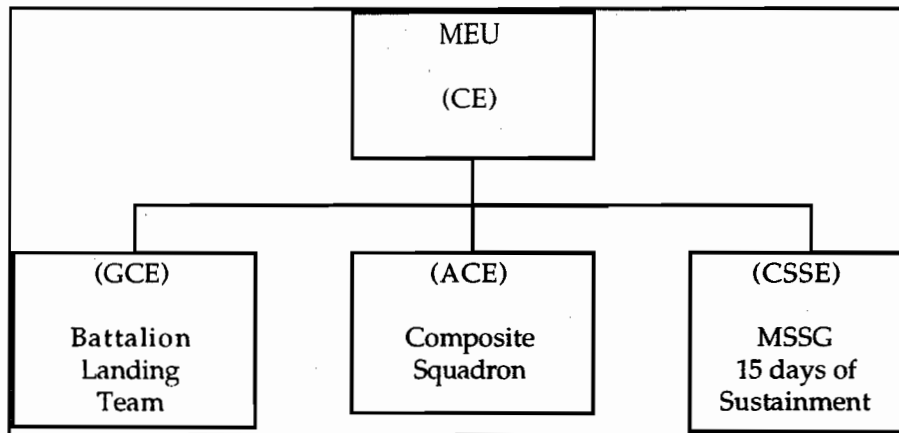 MEU
(CE)
(GCE)
Battalion
Landing
Team
(ACE)
Composite
Squadron
(CSSE)
MSSG
15 days of
Sustainment